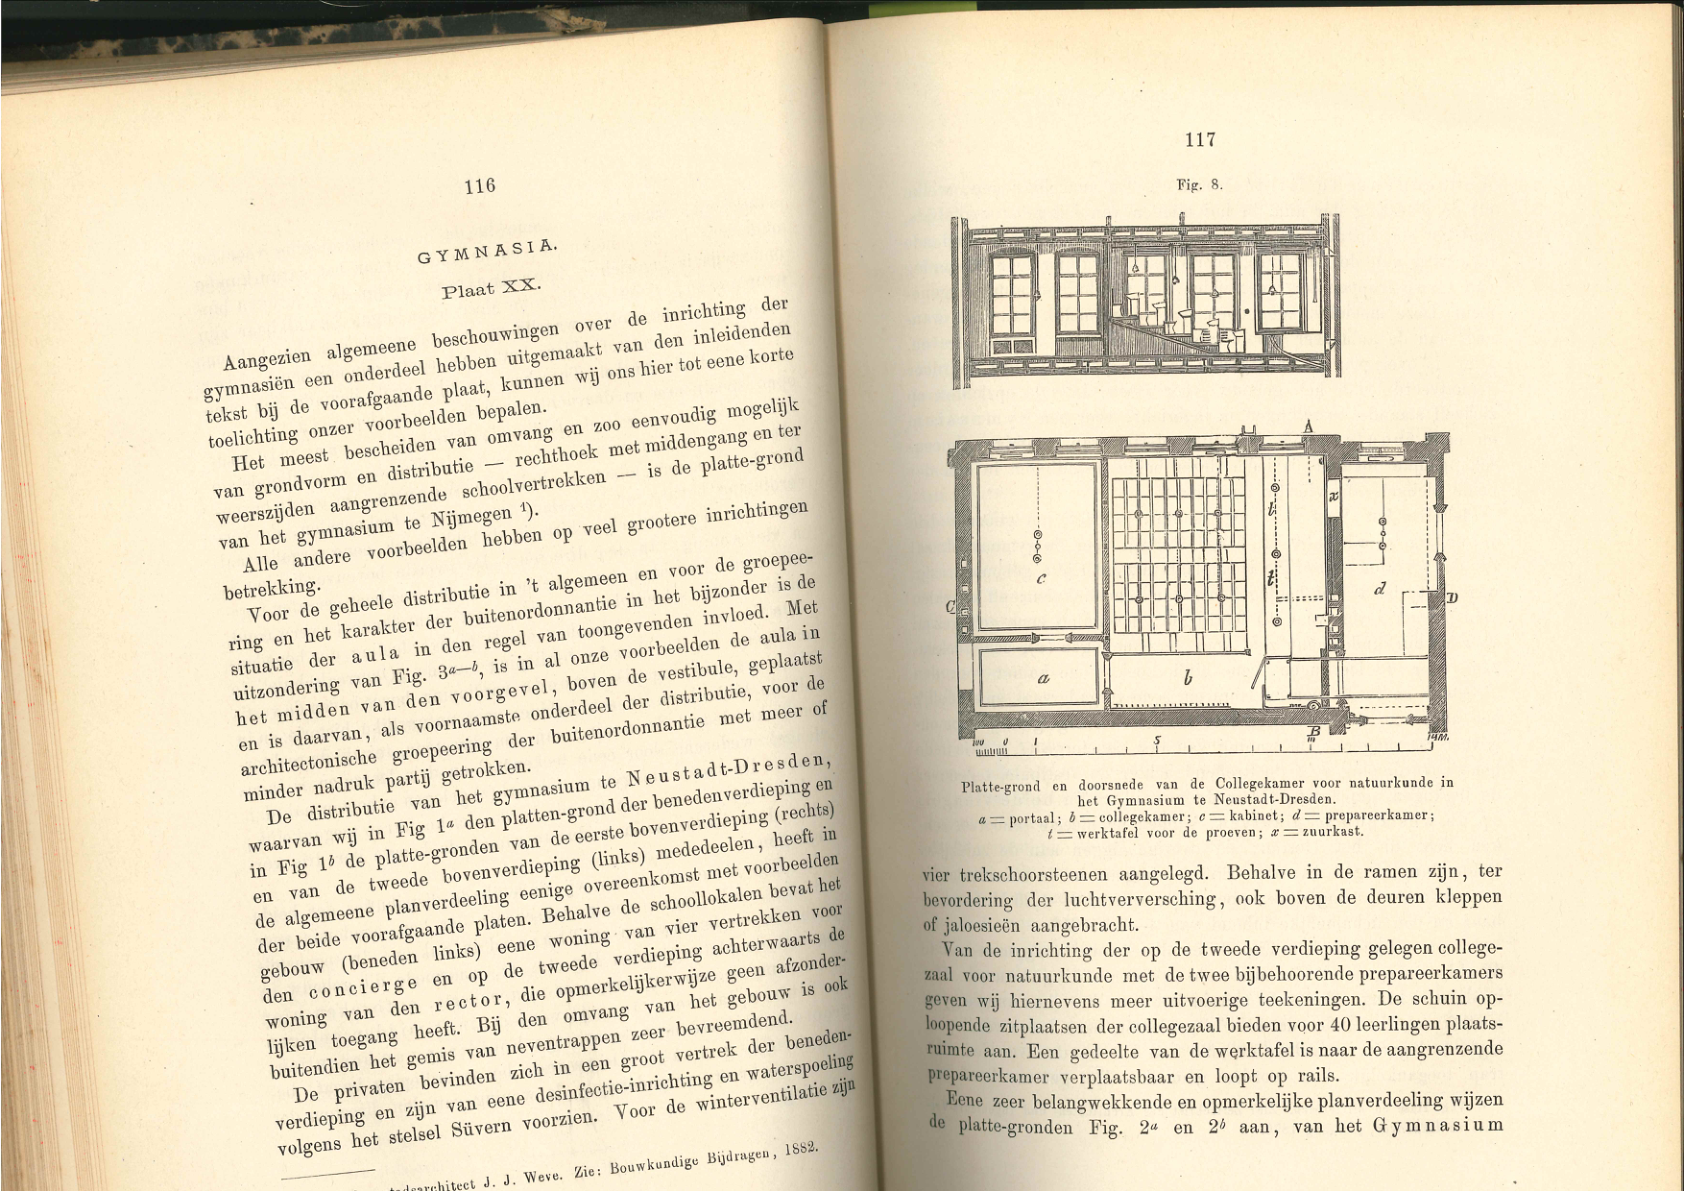 116
GYMNASIA.
Plaat XX.
Aangezien algemeene beschouwingen over de inrichting der
gymnasiën een onderdeel hebben uitgemaakt van den inleidenden
tekst bij de voorafgaande plaat, kunnen wij ons hier tot eene korte
toelichting onzer voorbeelden bepalen.
Het meest bescheiden van omvang en zoo eenvoudig mogelijk
van grondvorm en distributie — rechthoek met middengang en ter
weerszijden aangrenzende schoolvertrekken — is de platte-grond
van het gymnasium te Nijmegen ¹).
Alle andere voorbeelden hebben op veel grootere inrichtingen
betrekking.
Voor de geheele distributie in 't algemeen en voor de groepee-
ring en het karakter der buitenordonnantie in het bijzonder is de
situatie der aula in den regel van toongevenden invloed. Met
uitzondering van Fig. 3a—b, is in al onze voorbeelden de aula in
het midden van den voorgevel, boven de vestibule, geplaatst
en is daarvan, als voornaamste onderdeel der distributie, voor de
architectonische groepeering der buitenordonnantie met meer of
minder nadruk partij getrokken.
De distributie van het gymnasium te Neustadt-Dresden,
waarvan wij in Fig 1a den platten-grond der benedenverdieping en
in Fig 1b de platte-gronden van de eerste bovenverdieping (rechts)
en van de tweede bovenverdieping (links) mededeelen, heeft in
de algemeene planverdeeling eenige overeenkomst met voorbeelden
der beide voorafgaande platen. Behalve de schoollokalen bevat het
gebouw (beneden links) eene woning van vier vertrekken voor
den concierge en op de tweede verdieping achterwaarts de
woning van den rector, die opmerkelijkerwijze geen afzonder-
lijken toegang heeft. Bij den omvang van het gebouw is ook
buitendien het gemis van neventrappen zeer bevreemdend.
De privaten bevinden zich in een groot vertrek der beneden-
verdieping en zijn van eene desinfectie-inrichting en waterspoeling
volgens het stelsel Süvern voorzien. Voor de winterventilatie zijn
J. J. Weve. Zie: Bouwkundige Bijdragen, 1882.
117
Fig. 8.
A
x
t
c
t
d
C
D
a
b
B
100 0 1 5 m 14M.
Platte-grond en doorsnede van de Collegekamer voor natuurkunde in
het Gymnasium te Neustadt-Dresden.
a = portaal; b = collegekamer; c = kabinet; d = prepareerkamer;
t = werktafel voor de proeven; x = zuurkast.
vier trekschoorsteenen aangelegd. Behalve in de ramen zijn, ter
bevordering der luchtverversching, ook boven de deuren kleppen
of jaloesieën aangebracht.
Van de inrichting der op de tweede verdieping gelegen college-
zaal voor natuurkunde met de twee bijbehoorende prepareerkamers
geven wij hiernevens meer uitvoerige teekeningen. De schuin op-
loopende zitplaatsen der collegezaal bieden voor 40 leerlingen plaats-
ruimte aan. Een gedeelte van de werktafel is naar de aangrenzende
prepareerkamer verplaatsbaar en loopt op rails.
Eene zeer belangwekkende en opmerkelijke planverdeeling wijzen
de platte-gronden Fig. 2a en 2b aan, van het Gymnasium